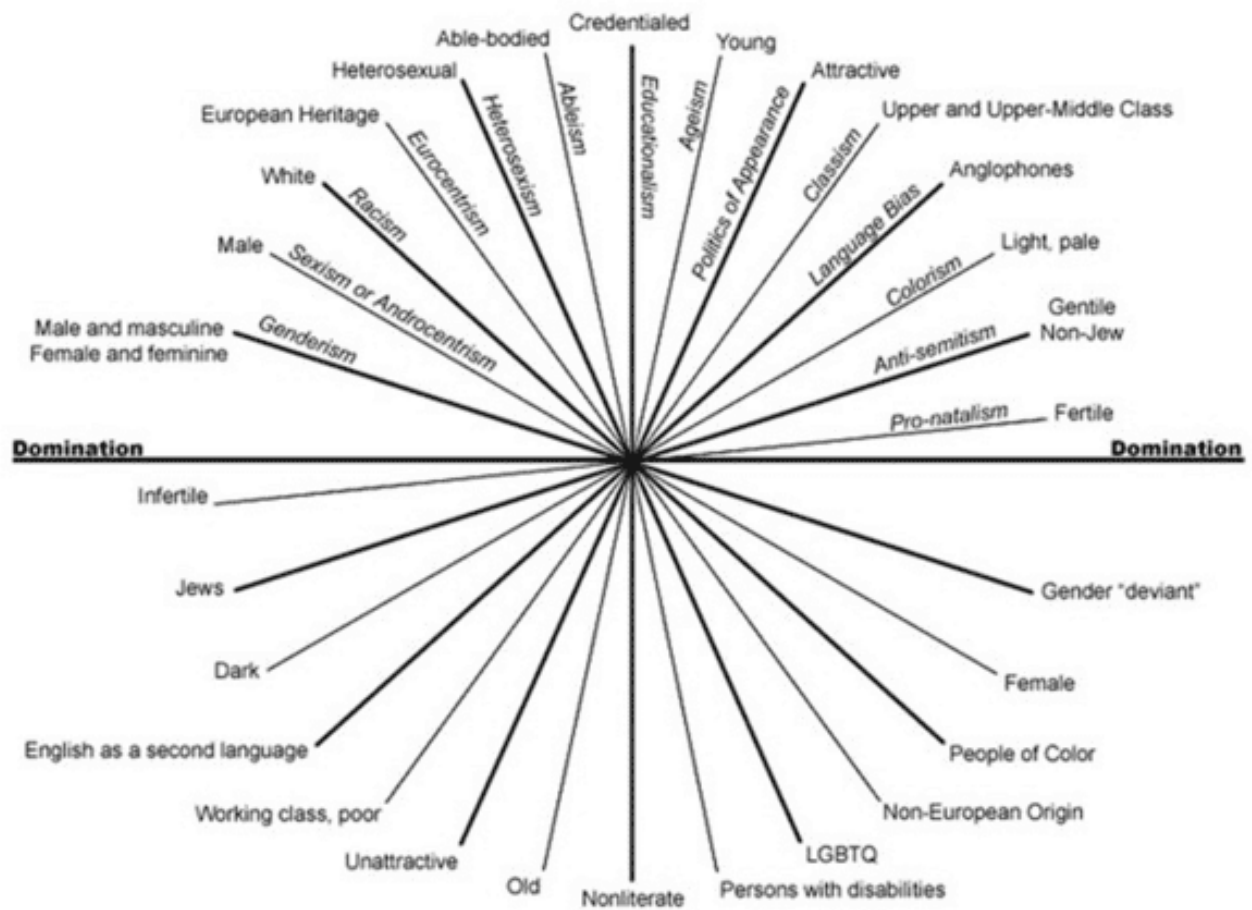 Credentialed
Able-bodied
Young
Heterosexual
Attractive
European Heritage
Upper and Upper-Middle Class
White
Anglophones
Male
Light, pale
Male and masculine
Female and feminine
Gentile
Non-Jew
Fertile
Genderism
Sexism or Androcentrism
Racism
Eurocentrism
Heterosexism
Ableism
Educationalism
Ageism
Politics of Appearance
Classism
Language Bias
Colorism
Anti-semitism
Pro-natalism
Domination
Domination
Infertile
Jews
Gender "deviant"
Dark
Female
English as a second language
People of Color
Working class, poor
Non-European Origin
Unattractive
LGBTQ
Old
Persons with disabilities
Nonliterate